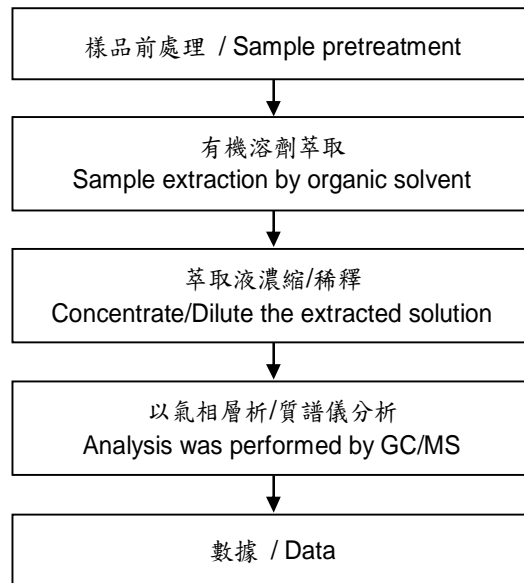 樣品前處理 / Sample pretreatment
有機溶劑萃取
Sample extraction by organic solvent
萃取液濃縮/稀釋
Concentrate/Dilute the extracted solution
以氣相層析/質譜儀分析
Analysis was performed by GC/MS
數據 / Data